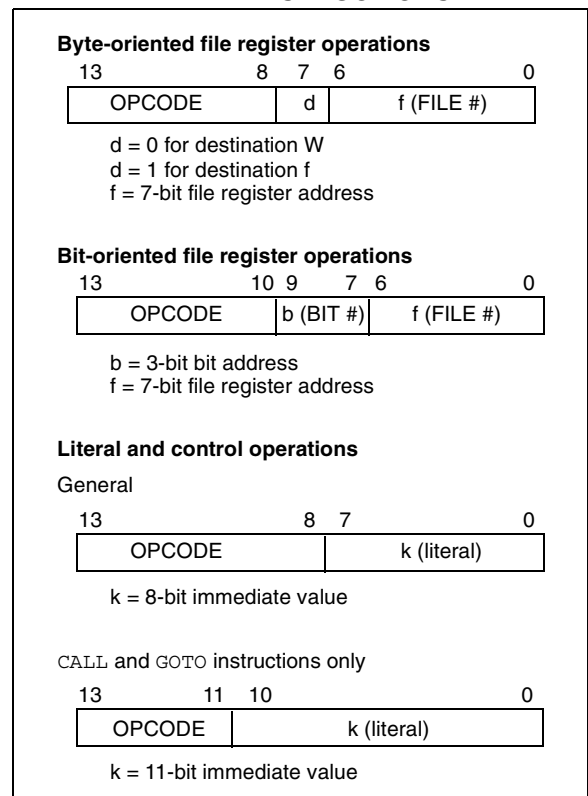 Byte-oriented file register operations
13 8 7 6 0
OPCODE d f (FILE #)
d = 0 for destination W
d = 1 for destination f
f = 7-bit file register address
Bit-oriented file register operations
13 10 9 7 6 0
OPCODE b (BIT #) f (FILE #)
b = 3-bit bit address
f = 7-bit file register address
Literal and control operations
General
13 8 7 0
OPCODE k (literal)
k = 8-bit immediate value
CALL and GOTO instructions only
13 11 10 0
OPCODE k (literal)
k = 11-bit immediate value